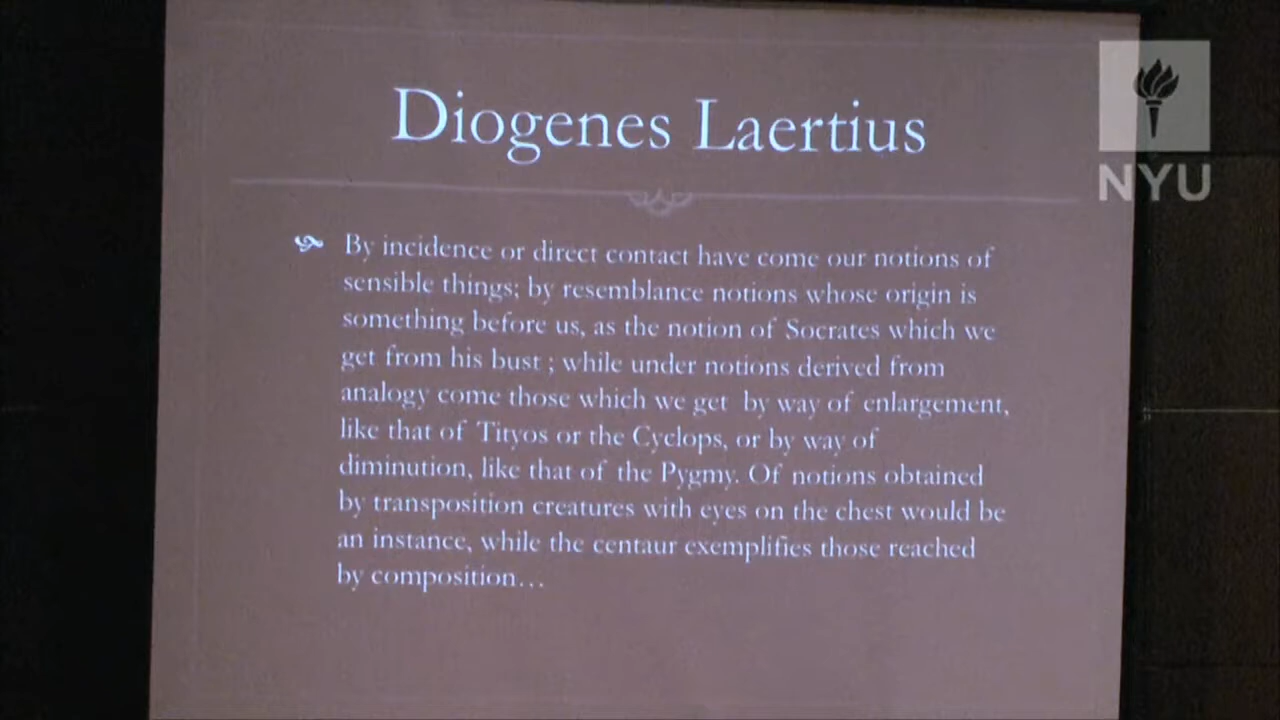 Diogenes Laertius
NYU
By incidence or direct contact have come our notions of
sensible things; by resemblance notions whose origin is
something before us, as the notion of Socrates which we
get from his bust ; while under notions derived from
analogy come those which we get by way of enlargement,
like that of Tityos or the Cyclops, or by way of
diminution, like that of the Pygmy. Of notions obtained
by transposition creatures with eyes on the chest would be
an instance, while the centaur exemplifies those reached
by composition…